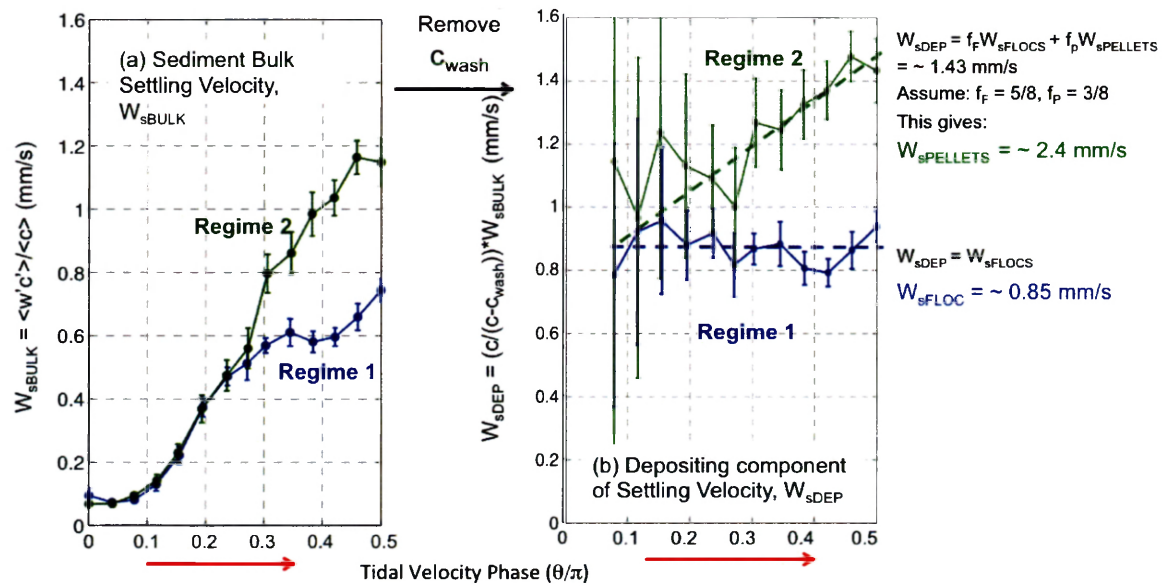 (a) Sediment Bulk
Settling Velocity,
WsBULK
WsBULK = <w'c'>/<c> (mm/s)
1.6
1.4
1.2
1
0.8
0.6
0.4
0.2
0
Regime 2
Regime 1
0
0.1
0.2
0.3
0.4
0.5
Remove
Cwash
WsDEP = (c/(c-cwash))*WsBULK (mm/s)
1.6
1.4
1.2
1
0.8
0.6
0.4
0.2
0
Regime 2
Regime 1
(b) Depositing component
of Settling Velocity, WsDEP
0.1
0.2
0.3
0.4
0.5
Tidal Velocity Phase (θ/π)
WsDEP = fFWsFLOCS + fpWsPELLETS
= ~ 1.43 mm/s
Assume: fF = 5/8, fP = 3/8
This gives:
WsPELLETS = ~ 2.4 mm/s
WsDEP = WsFLOCS
WsFLOC = ~ 0.85 mm/s